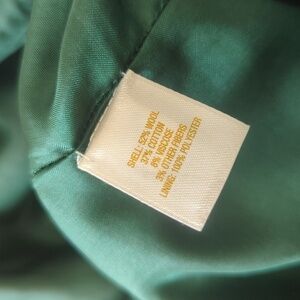 SHELL: 52% WOOL
37% COTTON
8% VISCOSE
3% OTHER FIBERS
LINING: 100% POLYESTER